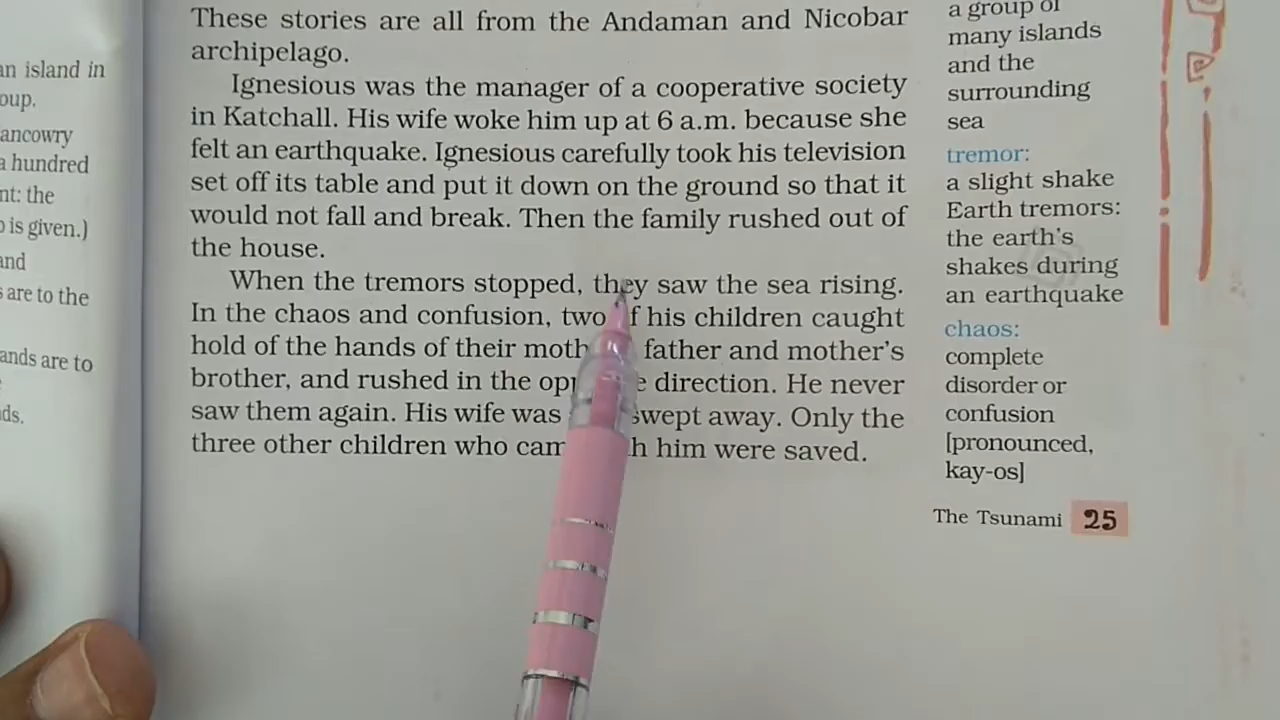 an island in
oup.
ancowry
a hundred
nt: the
is given.)
and
s are to the
ands are to
ds.
These stories are all from the Andaman and Nicobar
archipelago.
Ignesious was the manager of a cooperative society
in Katchall. His wife woke him up at 6 a.m. because she
felt an earthquake. Ignesious carefully took his television
set off its table and put it down on the ground so that it
would not fall and break. Then the family rushed out of
the house.
When the tremors stopped, they saw the sea rising.
In the chaos and confusion, two f his children caught
hold of the hands of their moth father and mother's
brother, and rushed in the opp e direction. He never
saw them again. His wife was swept away. Only the
three other children who cam h him were saved.
a group of
many islands
and the
surrounding
sea
tremor:
a slight shake
Earth tremors:
the earth's
shakes during
an earthquake
chaos:
complete
disorder or
confusion
[pronounced,
kay-os]
The Tsunami 25